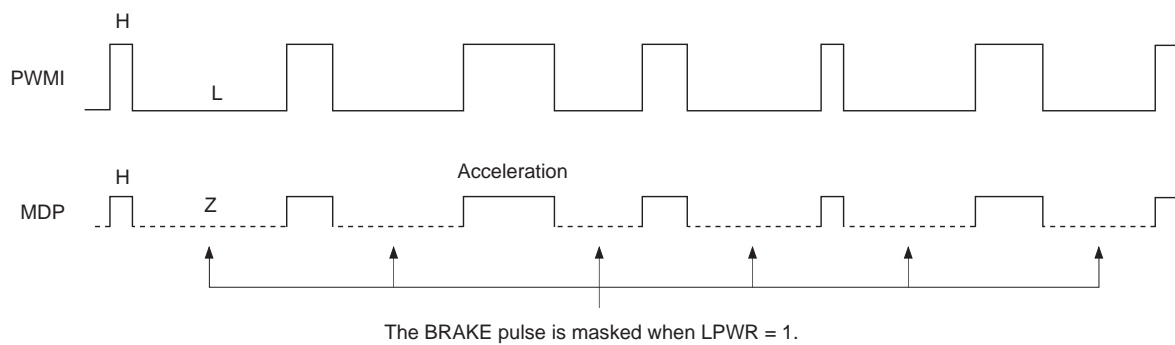 H
PWMI
L
Acceleration
H
MDP
Z
The BRAKE pulse is masked when LPWR = 1.